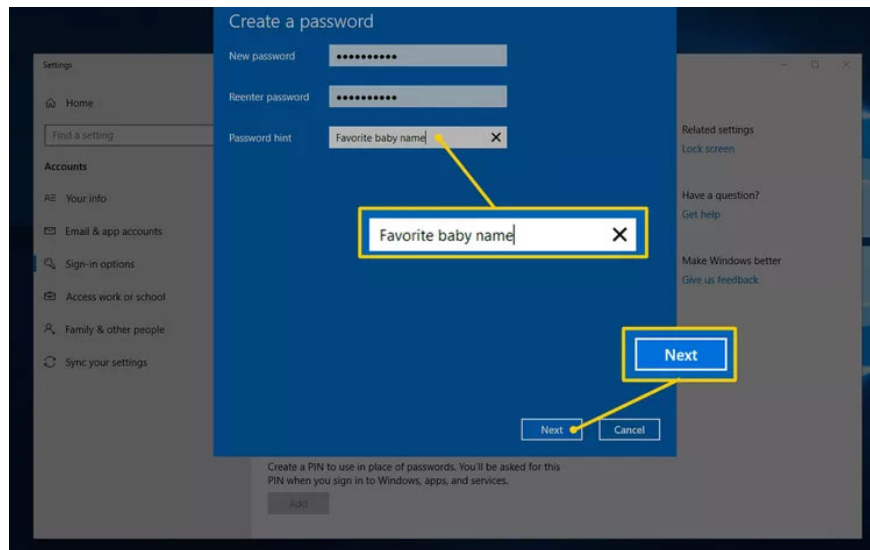 Create a password
New password ••••••••••
Reenter password ••••••••••
Password hint Favorite baby name
Favorite baby name
Next
Next Cancel
Settings
Home
Find a setting
Accounts
Your info
Email & app accounts
Sign-in options
Access work or school
Family & other people
Sync your settings
Related settings
Lock screen
Have a question?
Get help
Make Windows better
Give us feedback
Create a PIN to use in place of passwords. You'll be asked for this
PIN when you sign in to Windows, apps, and services.
Add